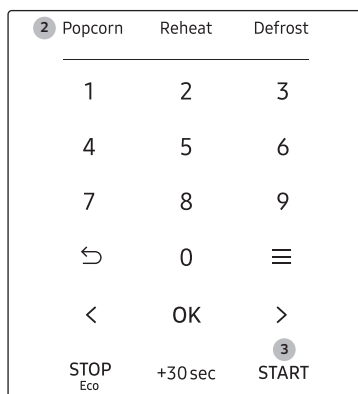 2 Popcorn Reheat Defrost
1 2 3
4 5 6
7 8 9
0
< OK >
3
STOP +30 sec START
Eco